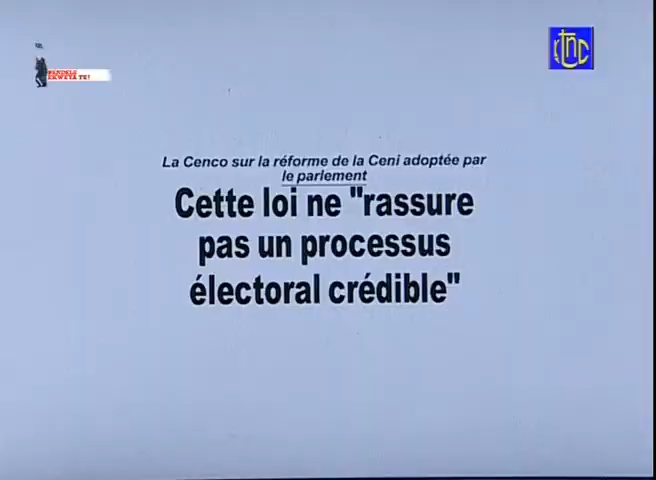 rtnc
La Cenco sur la réforme de la Ceni adoptée par
le parlement
Cette loi ne "rassure
pas un processus
électoral crédible"